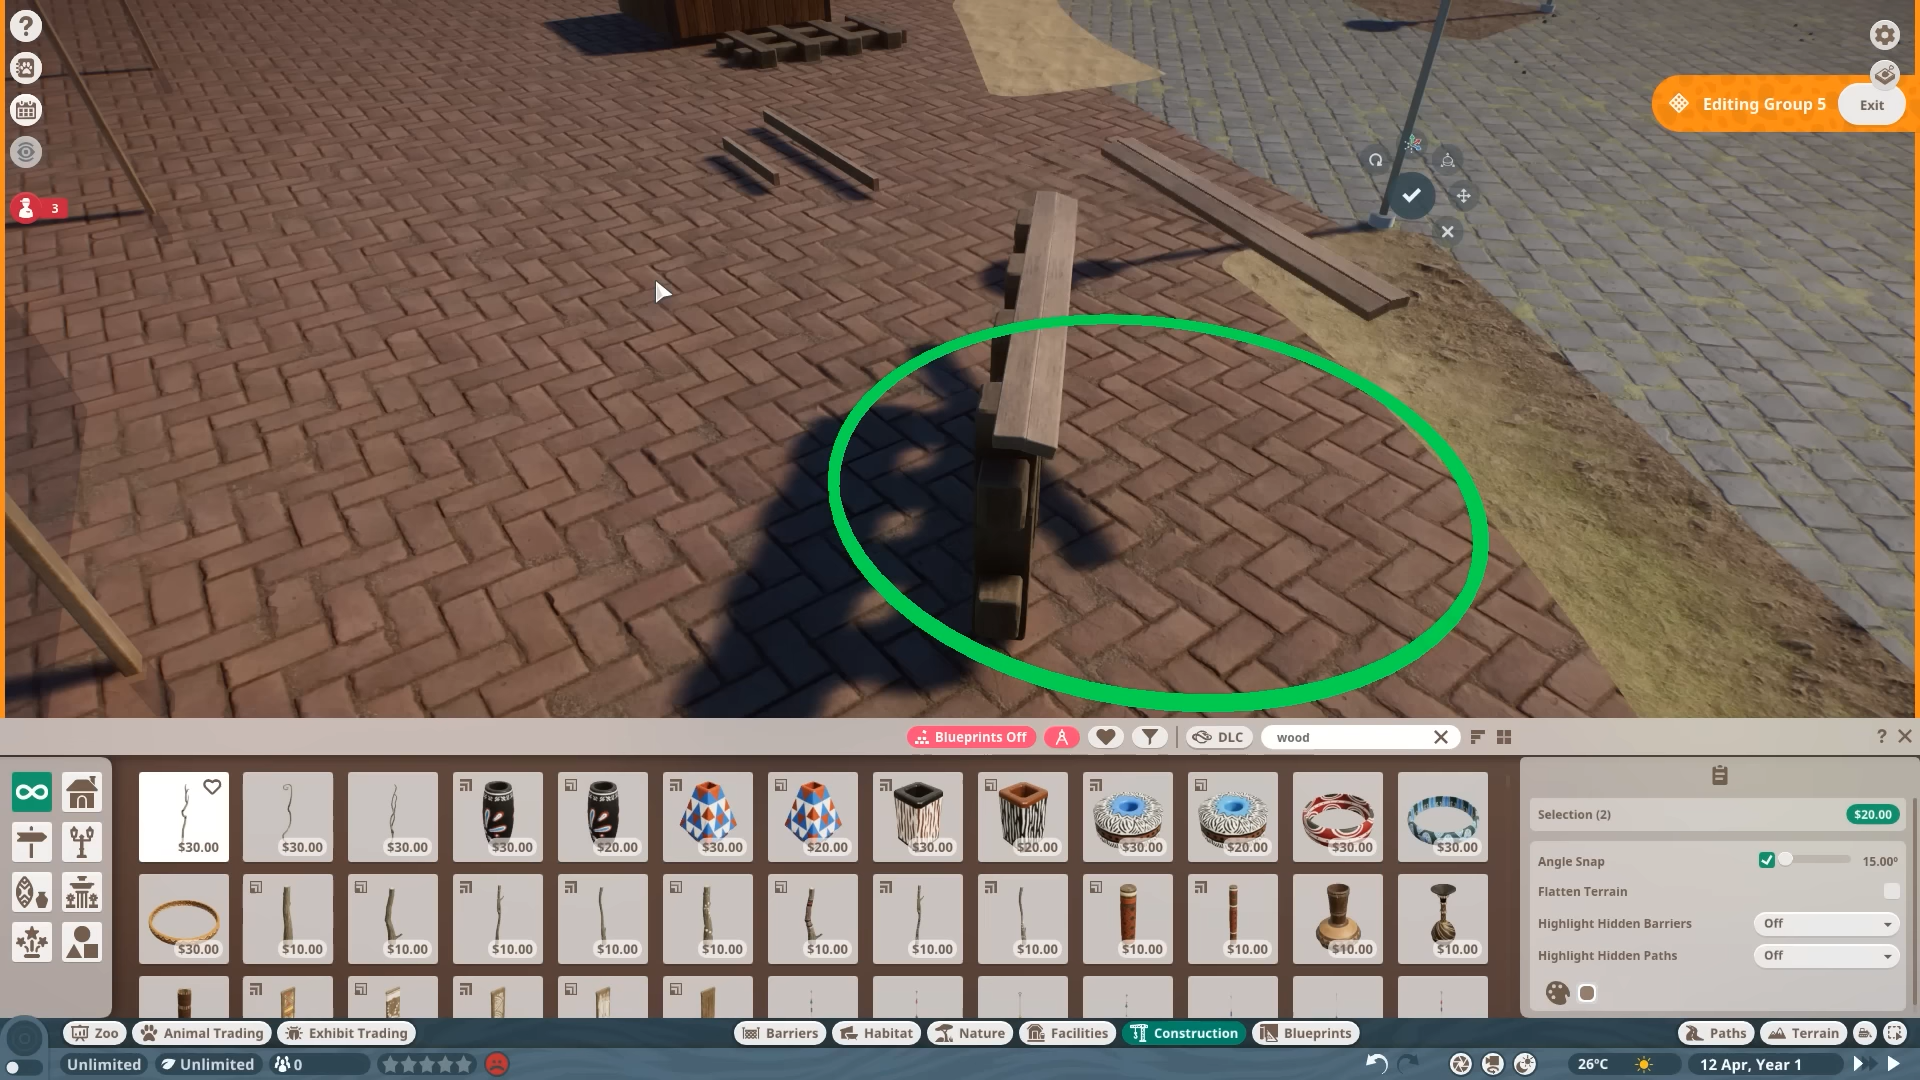 Editing Group 5
Exit
3
Blueprints Off
DLC
wood
$30.00
$30.00
$30.00
$30.00
$20.00
$30.00
$20.00
$30.00
$20.00
$30.00
$20.00
$30.00
$30.00
$30.00
$10.00
$10.00
$10.00
$10.00
$10.00
$10.00
$10.00
$10.00
$10.00
$10.00
$10.00
$10.00
Selection (2)
$20.00
Angle Snap
15.00°
Flatten Terrain
Highlight Hidden Barriers
Off
Highlight Hidden Paths
Off
Zoo
Animal Trading
Exhibit Trading
Barriers
Habitat
Nature
Facilities
Construction
Blueprints
Paths
Terrain
Unlimited
Unlimited
0
26°C
12 Apr, Year 1